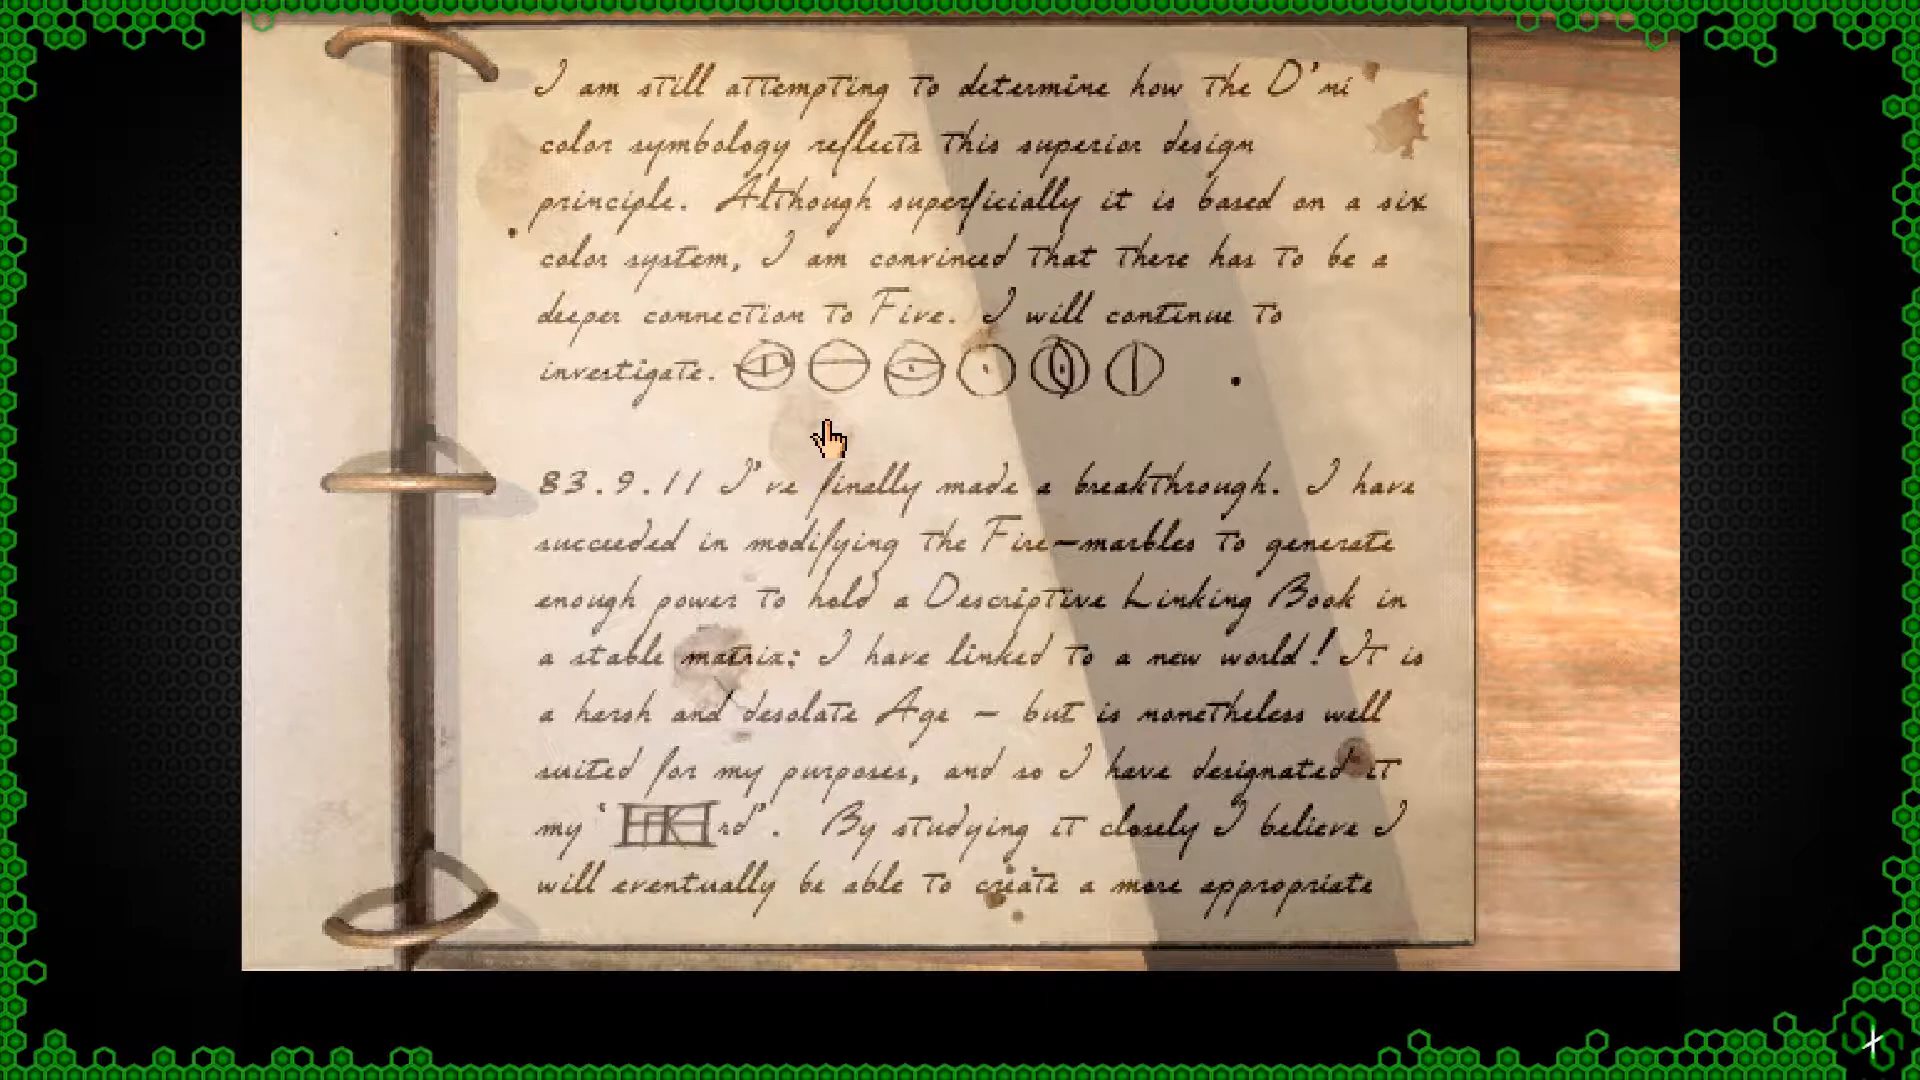 I am still attempting to determine how the D'ni
color symbology reflects this superior design
principle. Although superficially it is based on a six
color system, I am convinced that there has to be a
deeper connection to Five. I will continue to
investigate.
83.9.11 I've finally made a breakthrough. I have
succeeded in modifying the Fire-marbles to generate
enough power to hold a Descriptive Linking Book in
a stable matrix: I have linked to a new world! It is
a harsh and desolate Age - but is nonetheless well
suited for my purposes, and so I have designated it
my " rd". By studying it closely I believe I
will eventually be able to create a more appropriate